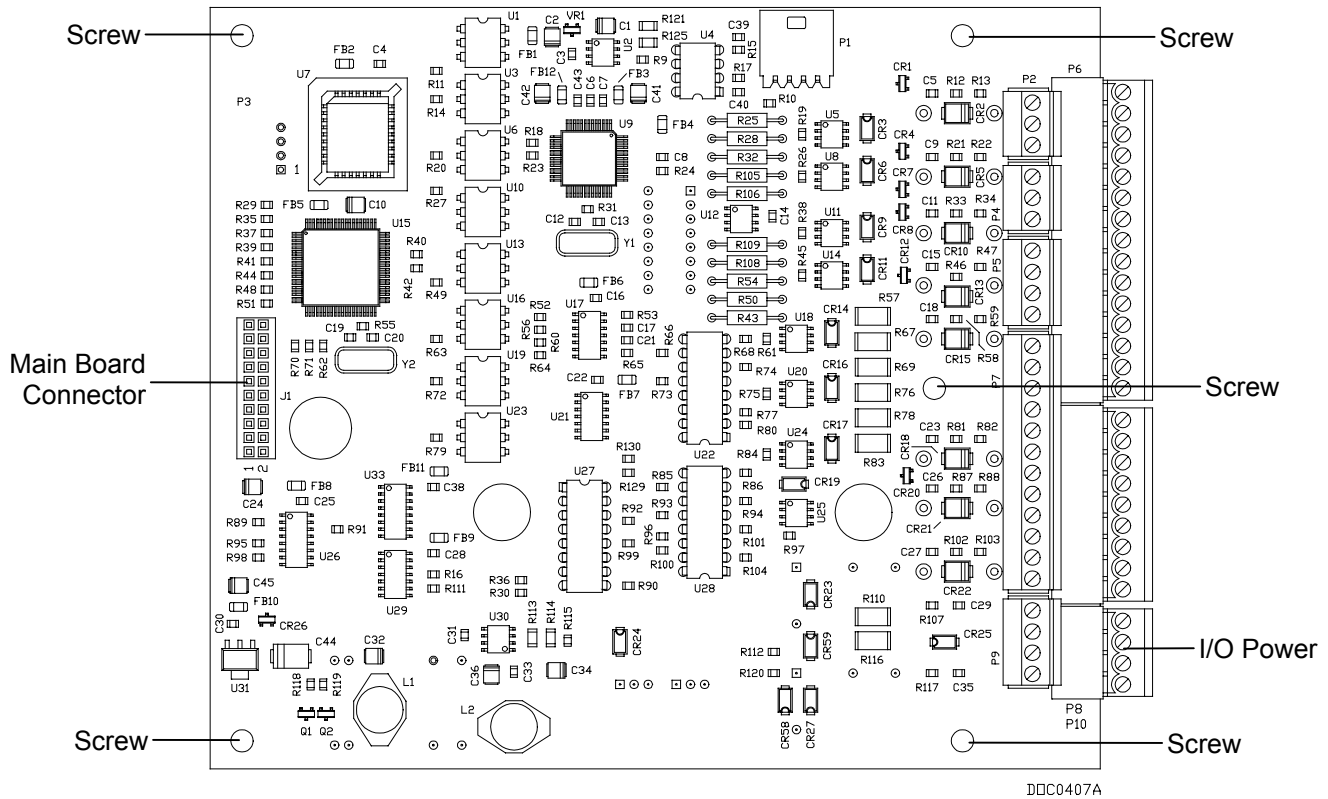 Screw
Screw
Main Board
Connector
Screw
I/O Power
Screw
Screw
U1
C2
VR1
C1
R121
C39
R125
U4
R15
P1
FB2
C4
FB1
C3
U2
R9
R17
P6
U7
R11
U3
FB12
C43
C6
C7
FB3
C41
C42
C40
R10
CR1
C5
R12
R13
P2
P3
R14
CR2
U6
R18
U9
FB4
R25
R19
U5
CR3
R28
CR4
C9
R21
R22
R20
R23
C8
R32
R26
U8
CR6
1
R24
R105
CR7
CR5
R29
FB5
C10
R27
U10
R31
R106
C11
R33
R34
P4
R35
U15
C12
C13
U12
C14
R38
U11
CR9
CR8
CR10
R37
R40
U13
Y1
R109
CR12
R39
R108
R45
U14
CR11
C15
R46
R47
P5
R41
R42
R49
FB6
R54
CR13
R44
C16
R50
R57
C18
R59
R48
U16
R52
U17
R53
R43
U18
CR14
R51
C19
R55
C20
R56
R60
C17
C21
R66
R67
R58
R70
R71
R62
Y2
R63
U19
R64
R65
R68
R61
CR15
R74
CR16
R69
P7
C22
FB7
R73
R75
U20
R76
J1
R72
U23
U21
R77
R78
R80
CR17
C23
R81
R82
R79
R130
U22
R84
U24
R83
CR18
1
2
FB11
U33
U27
R85
R86
CR19
C26
R87
R88
C24
FB8
C25
C38
R129
R93
CR20
R89
R91
R92
R94
U25
CR21
R95
U26
FB9
R96
R101
R97
C27
R102
R103
R98
C28
R99
R100
R104
C45
R16
R36
R90
U28
CR22
FB10
R111
R30
CR23
R110
C29
C30
CR26
U29
U30
R113
R114
R115
R107
CR25
C44
C32
C31
CR24
R112
CR59
R116
P9
U31
R118
R119
L1
C36
C33
C34
R120
R117
C35
Q1
Q2
L2
CR58
CR27
P8
P10
DOC0407A